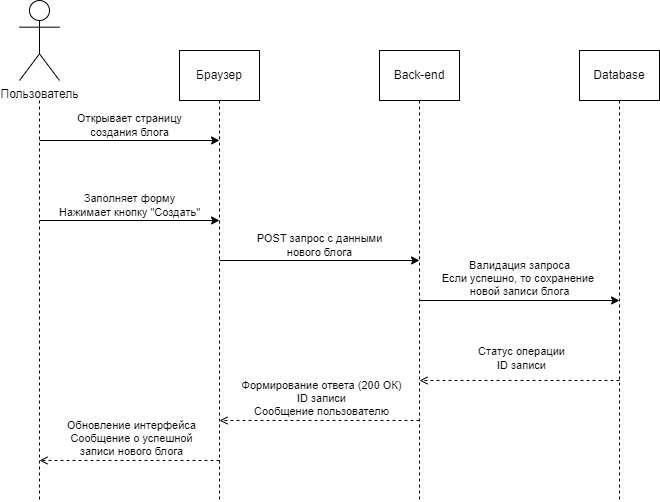 Пользователь
Браузер
Back-end
Database
Открывает страницу
создания блога
Заполняет форму
Нажимает кнопку "Создать"
POST запрос с данными
нового блога
Валидация запроса
Если успешно, то сохранение
новой записи блога
Статус операции
ID записи
Формирование ответа (200 ОК)
ID записи
Сообщение пользователю
Обновление интерфейса
Сообщение о успешной
записи нового блога